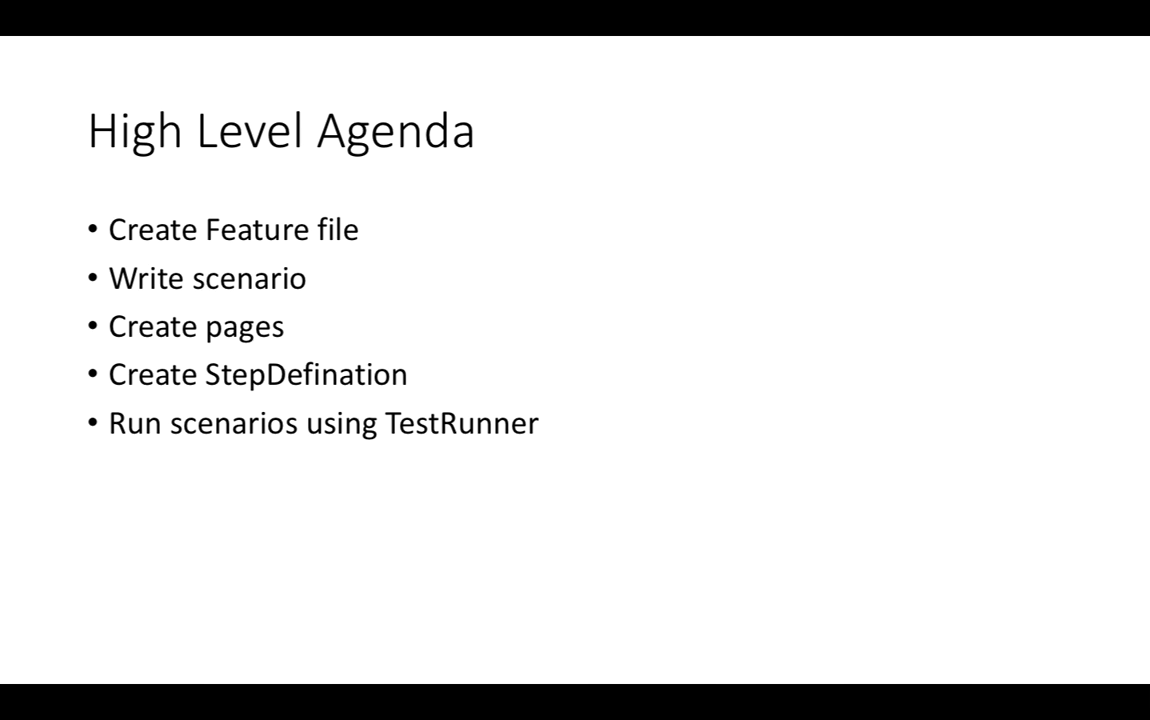 High Level Agenda
• Create Feature file
• Write scenario
• Create pages
• Create StepDefination
• Run scenarios using TestRunner